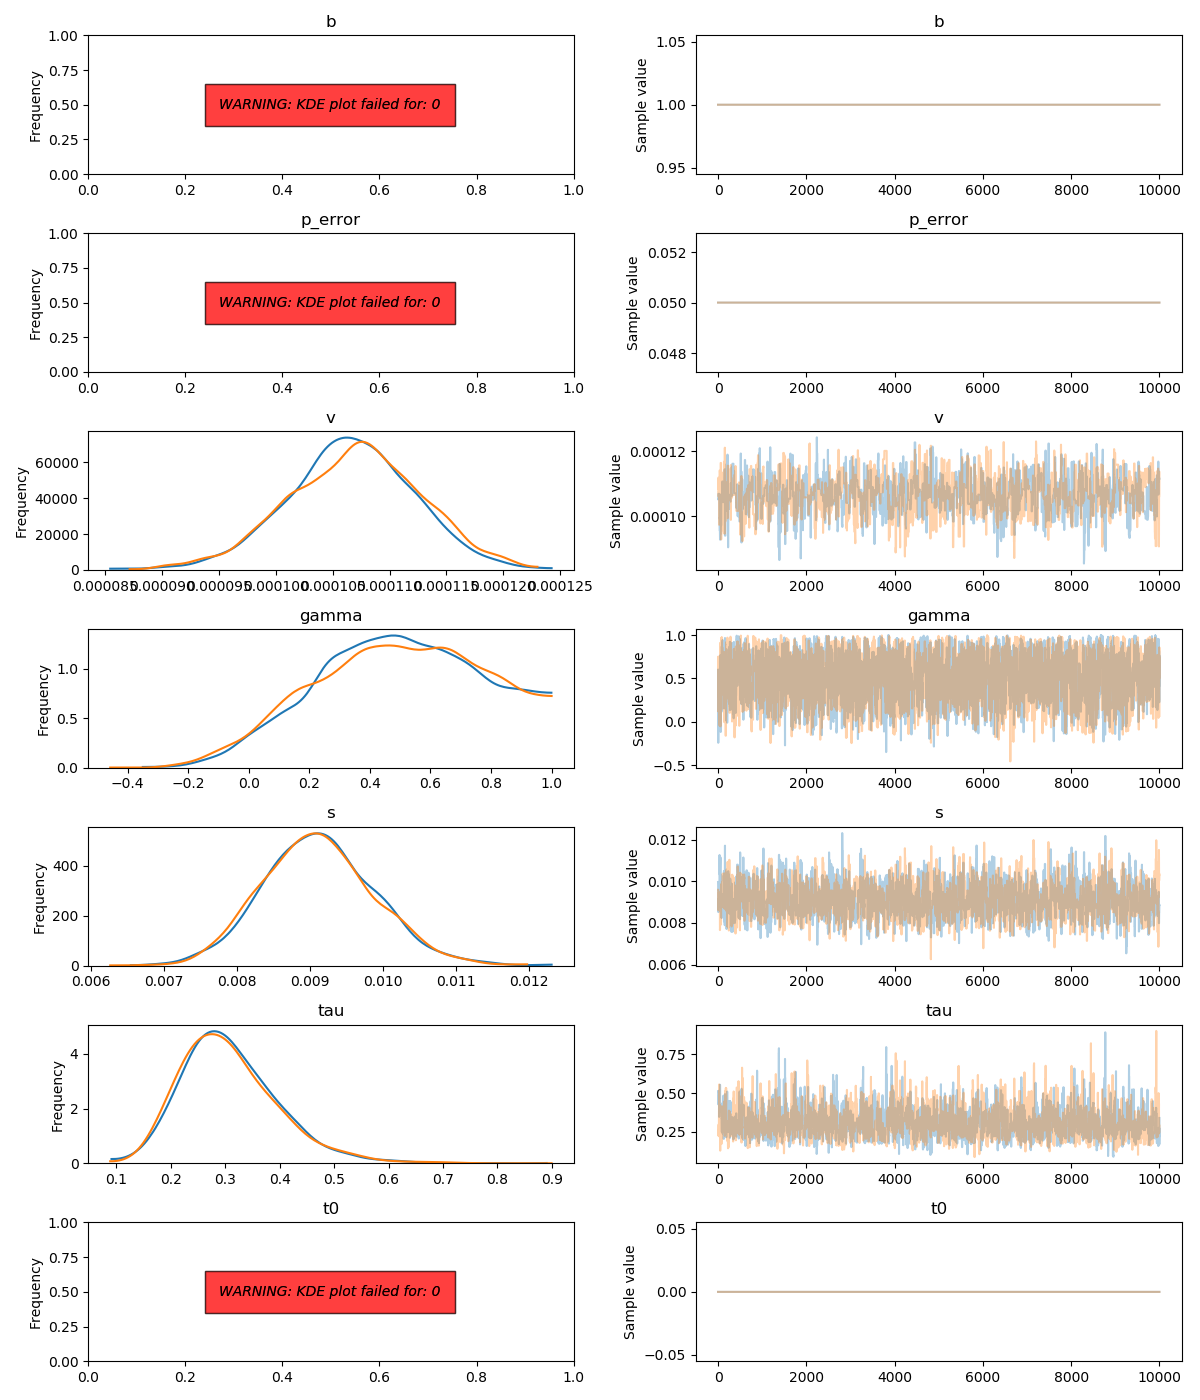 b
1.00
0.75
0.50
0.25
0.00
Frequency
WARNING: KDE plot failed for: 0
0.0 0.2 0.4 0.6 0.8 1.0
b
1.05
1.00
0.95
Sample value
0 2000 4000 6000 8000 10000
p_error
1.00
0.75
0.50
0.25
0.00
Frequency
WARNING: KDE plot failed for: 0
0.0 0.2 0.4 0.6 0.8 1.0
p_error
0.052
0.050
0.048
Sample value
0 2000 4000 6000 8000 10000
v
60000
40000
20000
0
Frequency
0.000085 0.000090 0.000095 0.000100 0.000105 0.000110 0.000115 0.000120 0.000125
v
0.00012
0.00010
Sample value
0 2000 4000 6000 8000 10000
gamma
1.0
0.5
0.0
Frequency
−0.4 −0.2 0.0 0.2 0.4 0.6 0.8 1.0
gamma
1.0
0.5
0.0
−0.5
Sample value
0 2000 4000 6000 8000 10000
s
400
200
0
Frequency
0.006 0.007 0.008 0.009 0.010 0.011 0.012
s
0.012
0.010
0.008
0.006
Sample value
0 2000 4000 6000 8000 10000
tau
4
2
0
Frequency
0.1 0.2 0.3 0.4 0.5 0.6 0.7 0.8 0.9
tau
0.75
0.50
0.25
Sample value
0 2000 4000 6000 8000 10000
t0
1.00
0.75
0.50
0.25
0.00
Frequency
WARNING: KDE plot failed for: 0
0.0 0.2 0.4 0.6 0.8 1.0
t0
0.05
0.00
−0.05
Sample value
0 2000 4000 6000 8000 10000